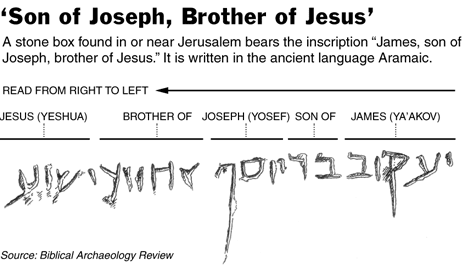 'Son of Joseph, Brother of Jesus'
A stone box found in or near Jerusalem bears the inscription “James, son of
Joseph, brother of Jesus.” It is written in the ancient language Aramaic.
READ FROM RIGHT TO LEFT
JESUS (YESHUA) BROTHER OF JOSEPH (YOSEF) SON OF JAMES (YA'AKOV)
יעקוב בר יוסף אחוי דישוע
Source: Biblical Archaeology Review